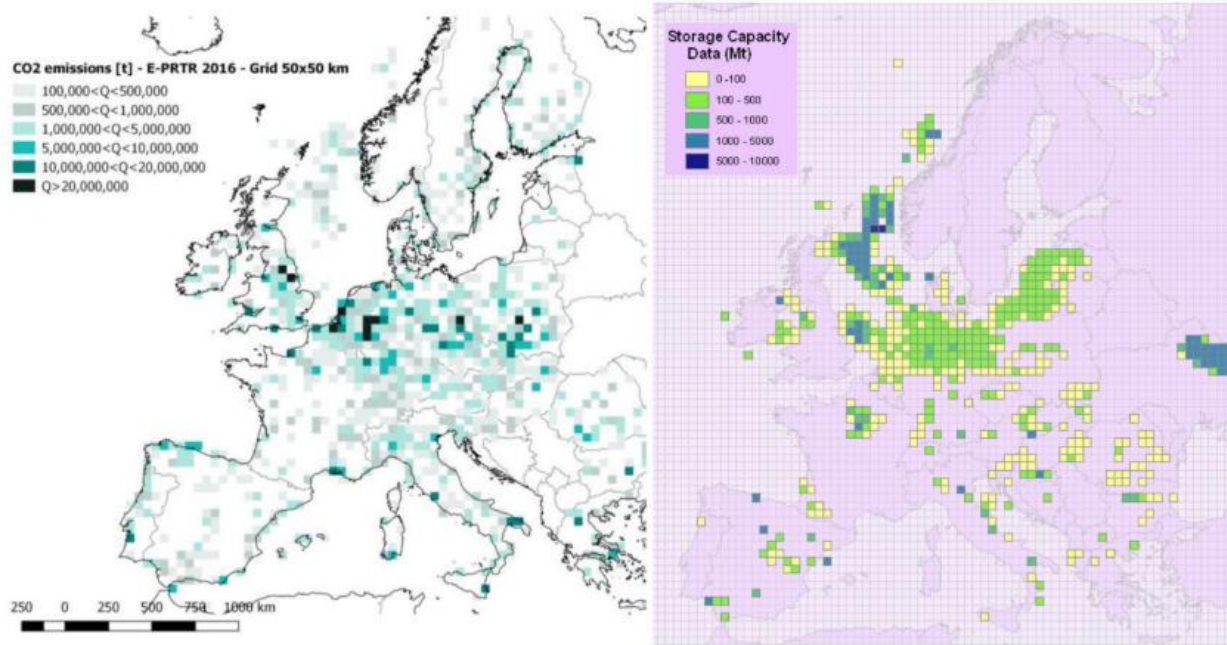 CO2 emissions [t] - E-PRTR 2016 - Grid 50x50 km
100,000<Q<500,000
500,000<Q<1,000,000
1,000,000<Q<5,000,000
5,000,000<Q<10,000,000
10,000,000<Q<20,000,000
Q>20,000,000
250 0 250 500 750 1000 km
Storage Capacity
Data (Mt)
0 -100
100 - 500
500 - 1000
1000 - 5000
5000 - 10000